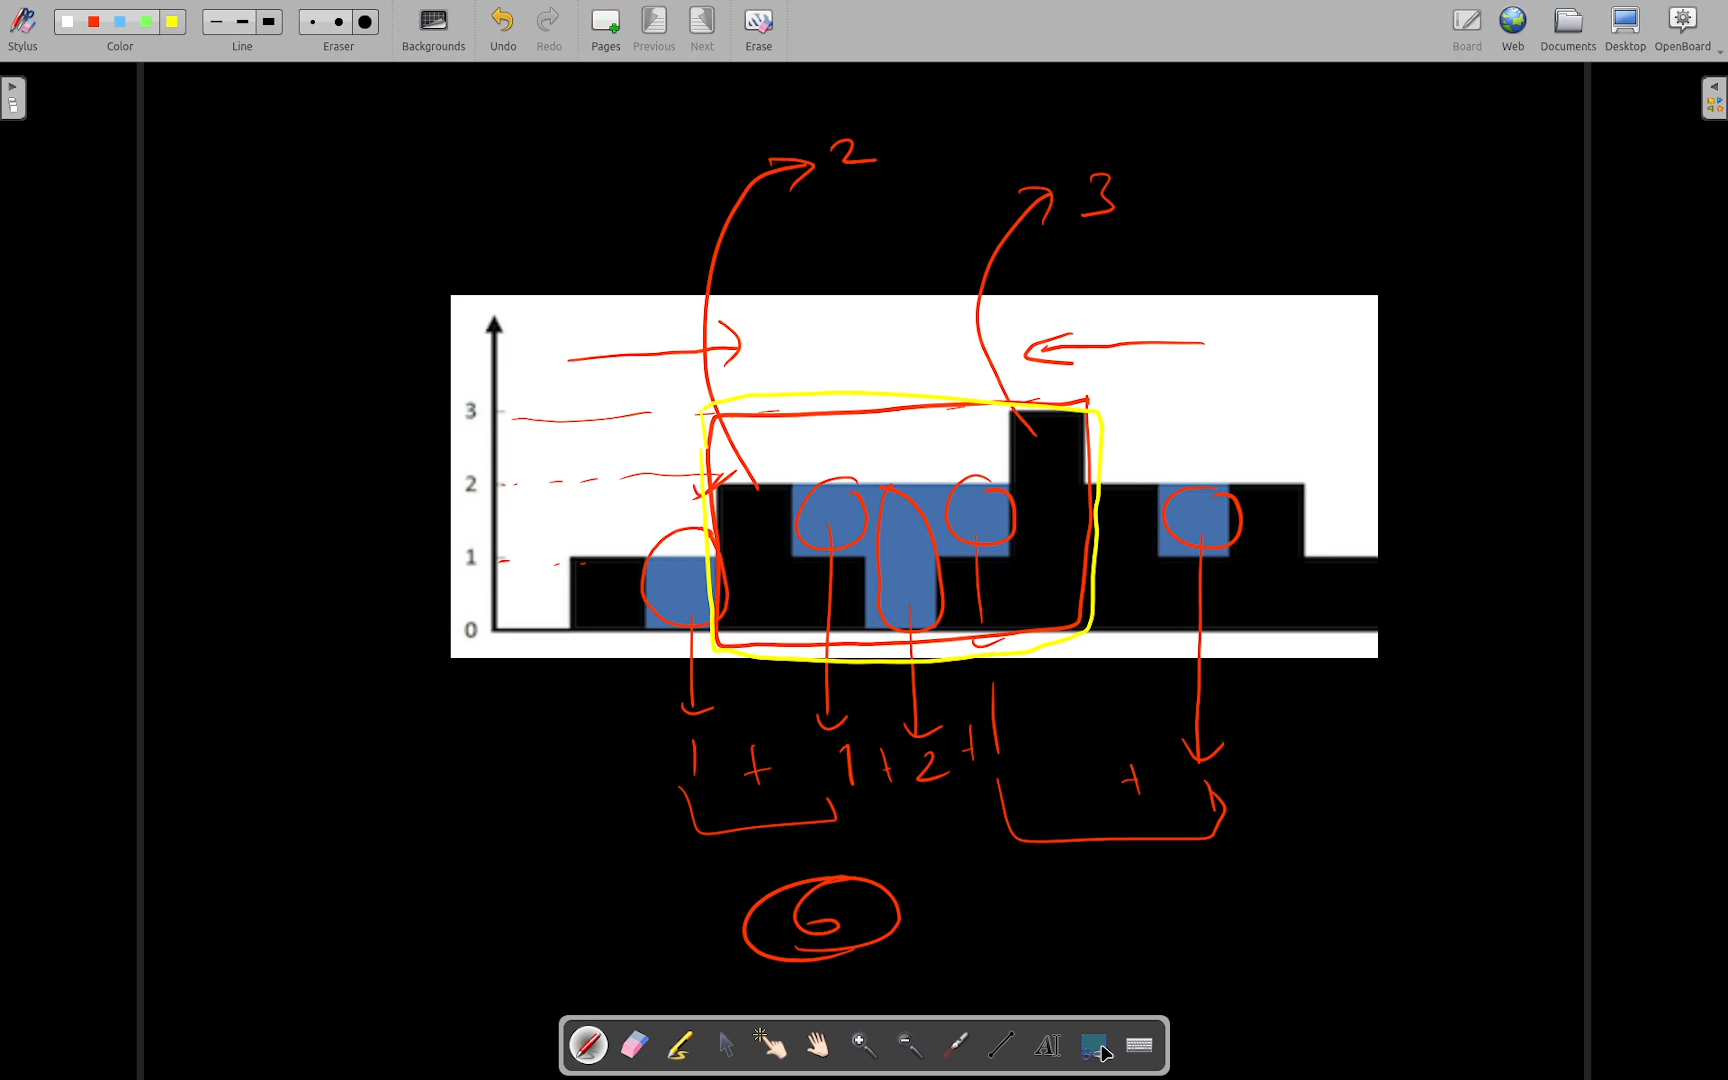 Stylus
Color
Line
Eraser
Backgrounds
Undo
Redo
Pages
Previous
Next
Erase
Board
Web
Documents
Desktop
OpenBoard
2
3
3
2
1
0
1 + 1 + 2 + 1 + 1
6
AI